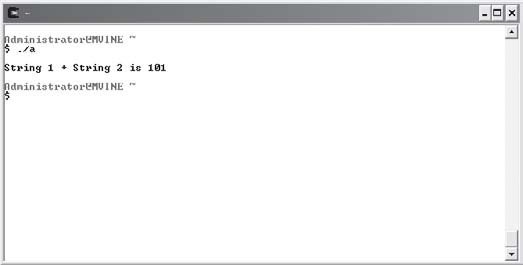 ~
Administrator@MVINE ~
$ ./a
String 1 + String 2 is 101
Administrator@MVINE ~
$